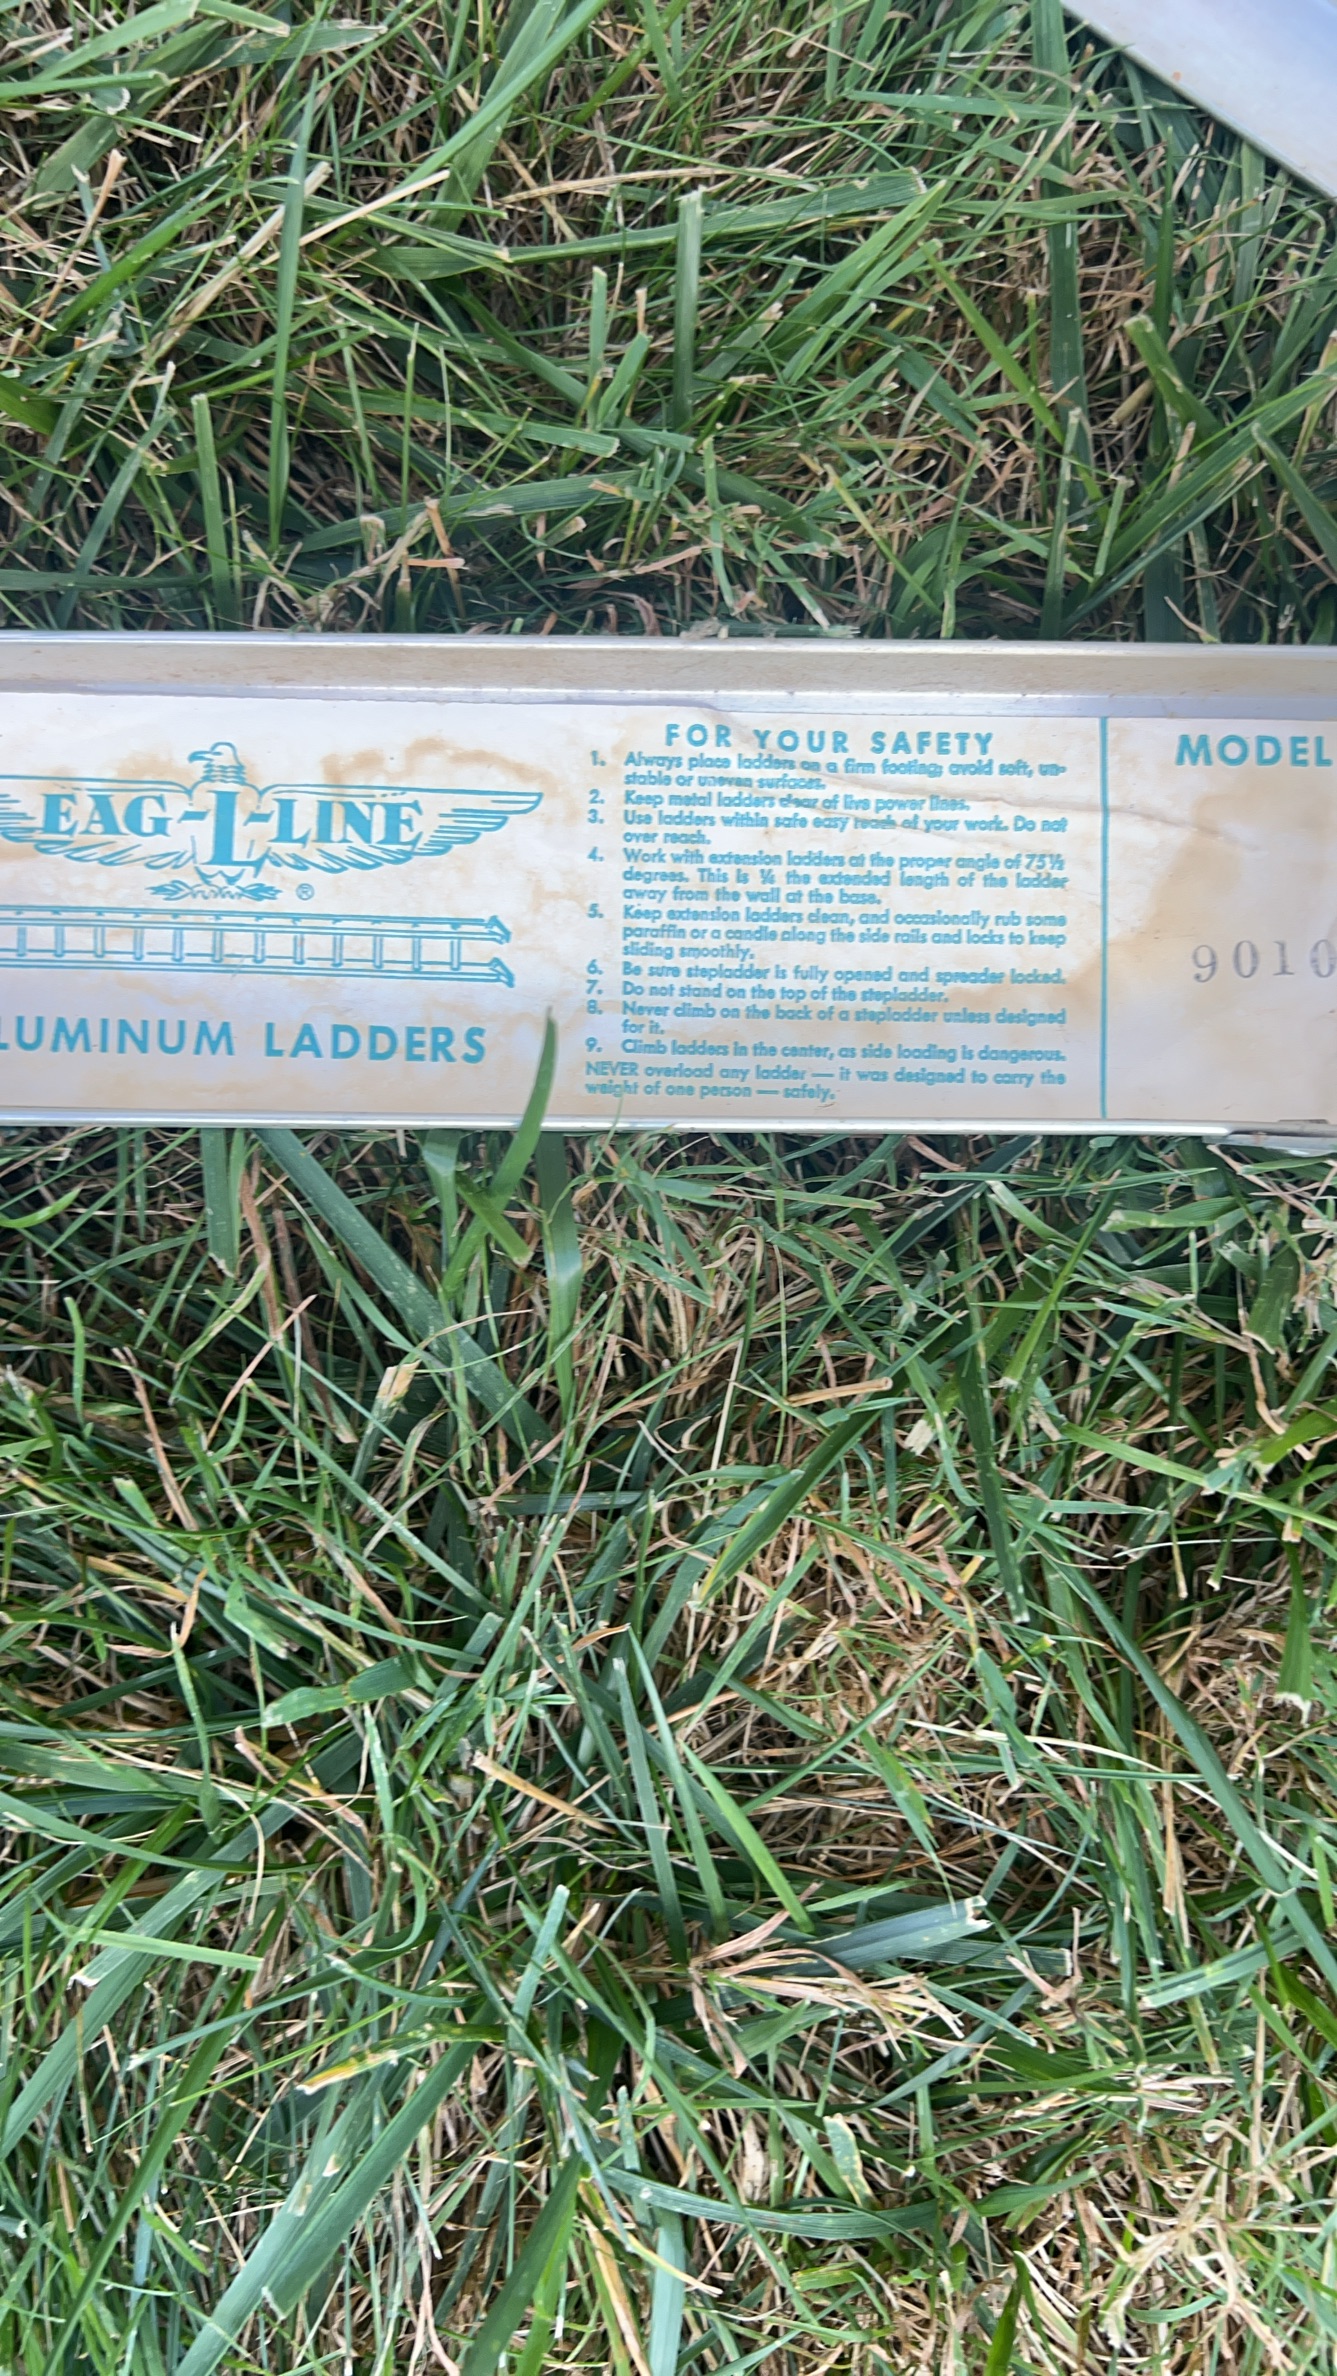 EAG-L-LINE
®
LUMINUM LADDERS
FOR YOUR SAFETY
1. Always place ladders on a firm footing; avoid soft, un-
stable or uneven surfaces.
2. Keep metal ladders clear of live power lines.
3. Use ladders within safe easy reach of your work. Do not
over reach.
4. Work with extension ladders at the proper angle of 75½
degrees. This is ¼ the extended length of the ladder
away from the wall at the base.
5. Keep extension ladders clean, and occasionally rub some
paraffin or a candle along the side rails and locks to keep
sliding smoothly.
6. Be sure stepladder is fully opened and spreader locked.
7. Do not stand on the top of the stepladder.
8. Never climb on the back of a stepladder unless designed
for it.
9. Climb ladders in the center, as side loading is dangerous.
NEVER overload any ladder — it was designed to carry the
weight of one person — safely.
MODEL
9010